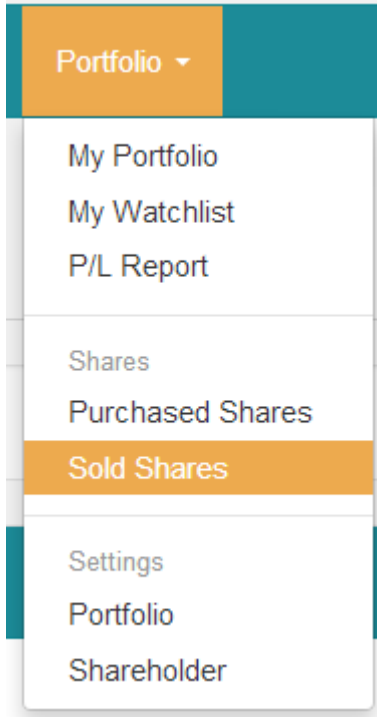 Portfolio
My Portfolio
My Watchlist
P/L Report
Shares
Purchased Shares
Sold Shares
Settings
Portfolio
Shareholder